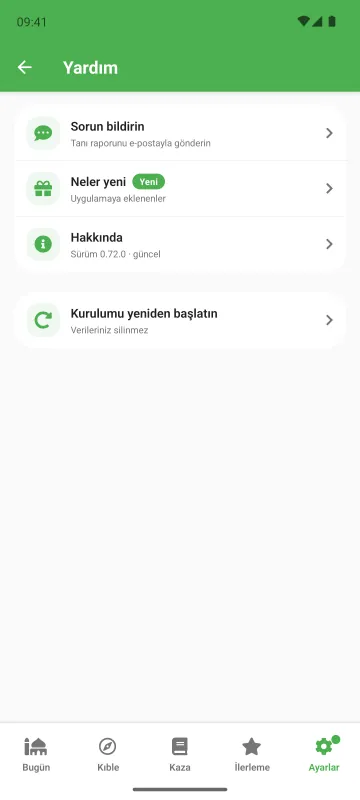 09:41
Yardım
Sorun bildirin
Tanı raporunu e-postayla gönderin
Neler yeni Yeni
Uygulamaya eklenenler
Hakkında
Sürüm 0.72.0 · güncel
Kurulumu yeniden başlatın
Verileriniz silinmez
Bugün Kıble Kaza İlerleme Ayarlar